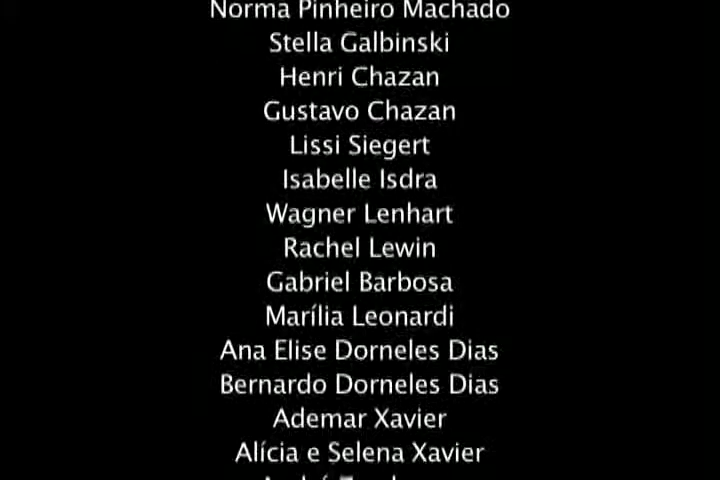 Norma Pinheiro Machado
Stella Galbinski
Henri Chazan
Gustavo Chazan
Lissi Siegert
Isabelle Isdra
Wagner Lenhart
Rachel Lewin
Gabriel Barbosa
Marília Leonardi
Ana Elise Dorneles Dias
Bernardo Dorneles Dias
Ademar Xavier
Alícia e Selena Xavier